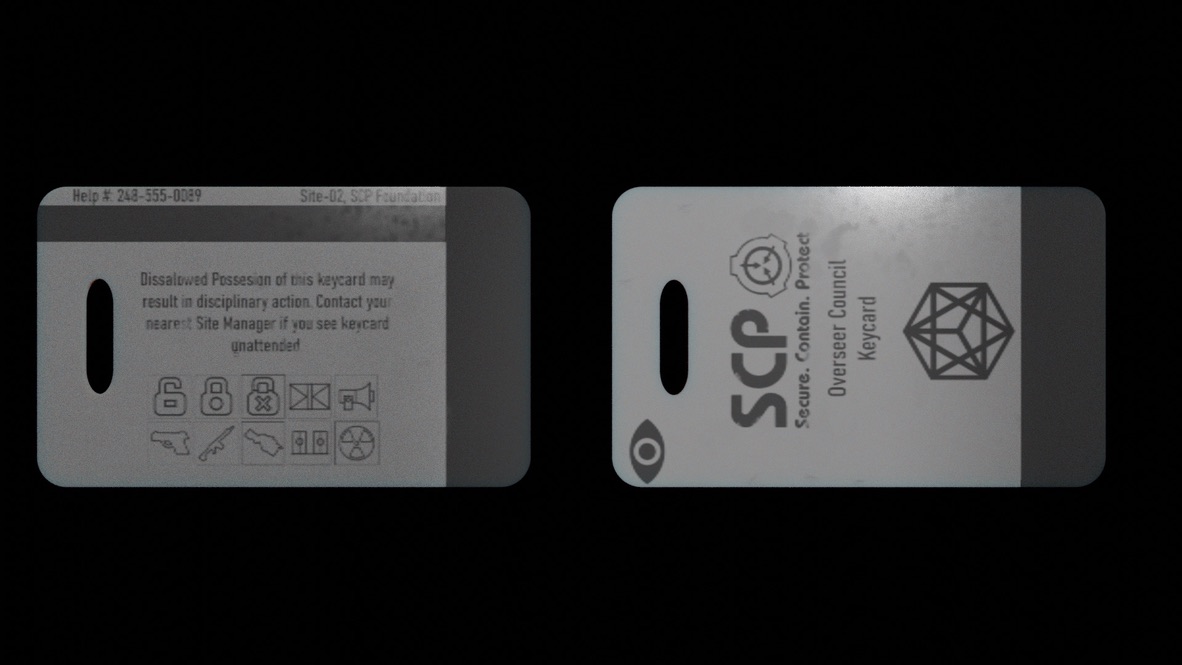 Help #: 248-555-0089
Site-02, SCP Foundation
Dissalowed Possesion of this keycard may
result in disciplinary action. Contact your
nearest Site Manager if you see keycard
unattended
SCP
Secure. Contain. Protect
Overseer Council
Keycard